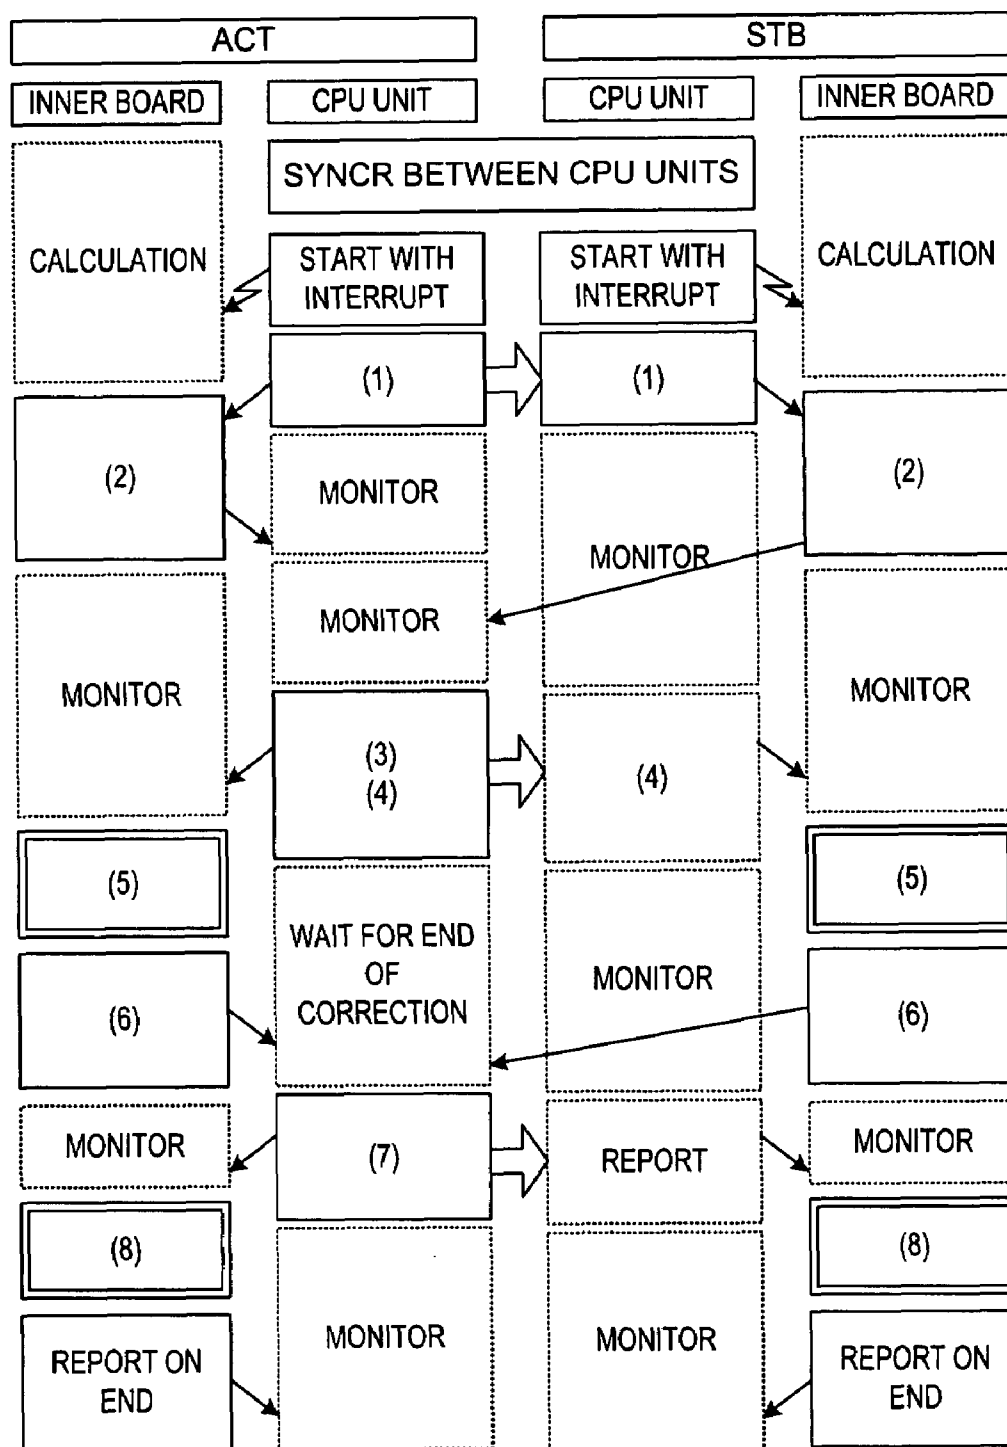 ACT
STB
INNER BOARD
CPU UNIT
CPU UNIT
INNER BOARD
SYNCR BETWEEN CPU UNITS
CALCULATION
START WITH
INTERRUPT
START WITH
INTERRUPT
CALCULATION
(1)
(1)
(2)
MONITOR
MONITOR
(2)
MONITOR
MONITOR
(3)
(4)
(4)
MONITOR
(5)
WAIT FOR END
OF
CORRECTION
MONITOR
(5)
(6)
(6)
MONITOR
(7)
REPORT
MONITOR
(8)
MONITOR
MONITOR
(8)
REPORT ON
END
REPORT ON
END